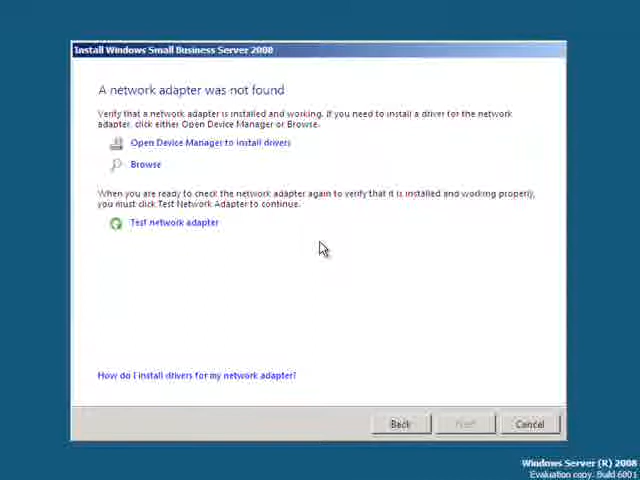 Install Windows Small Business Server 2008
A network adapter was not found
Verify that a network adapter is installed and working. If you need to install a driver for the network
adapter, click either Open Device Manager or Browse.
Open Device Manager to install drivers
Browse
When you are ready to check the network adapter again to verify that it is installed and working properly,
you must click Test Network Adapter to continue.
Test network adapter
How do I install drivers for my network adapter?
Back
Next
Cancel
Windows Server (R) 2008
Evaluation copy. Build 6001